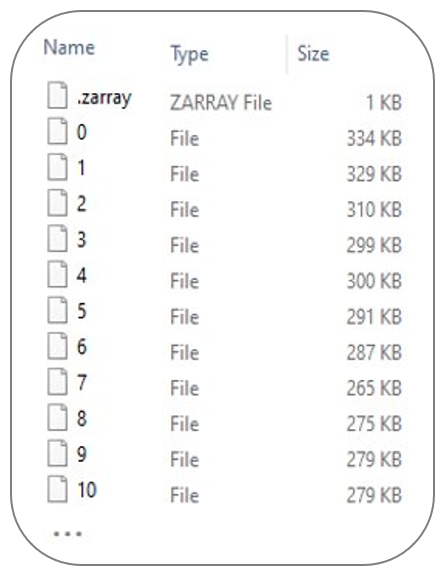 Name Type Size
.zarray ZARRAY File 1 KB
0 File 334 KB
1 File 329 KB
2 File 310 KB
3 File 299 KB
4 File 300 KB
5 File 291 KB
6 File 287 KB
7 File 265 KB
8 File 275 KB
9 File 279 KB
10 File 279 KB
...